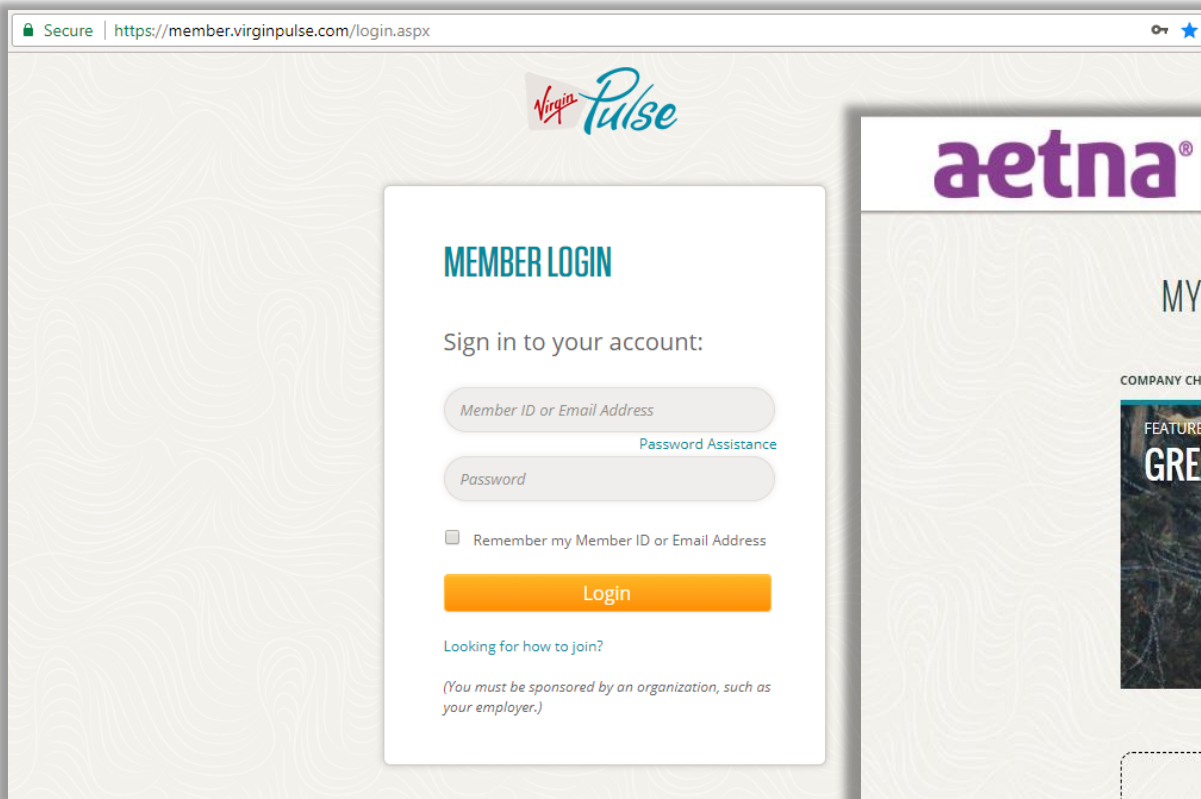 Secure https://member.virginpulse.com/login.aspx
Virgin Pulse
MEMBER LOGIN
Sign in to your account:
Member ID or Email Address
Password Assistance
Password
Remember my Member ID or Email Address
Login
Looking for how to join?
(You must be sponsored by an organization, such as
your employer.)
aetna®
MY
COMPANY CH
FEATURE
GRE